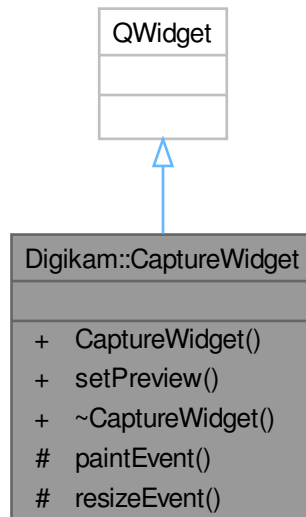 QWidget
Digikam::CaptureWidget
+ CaptureWidget()
+ setPreview()
+ ~CaptureWidget()
# paintEvent()
# resizeEvent()